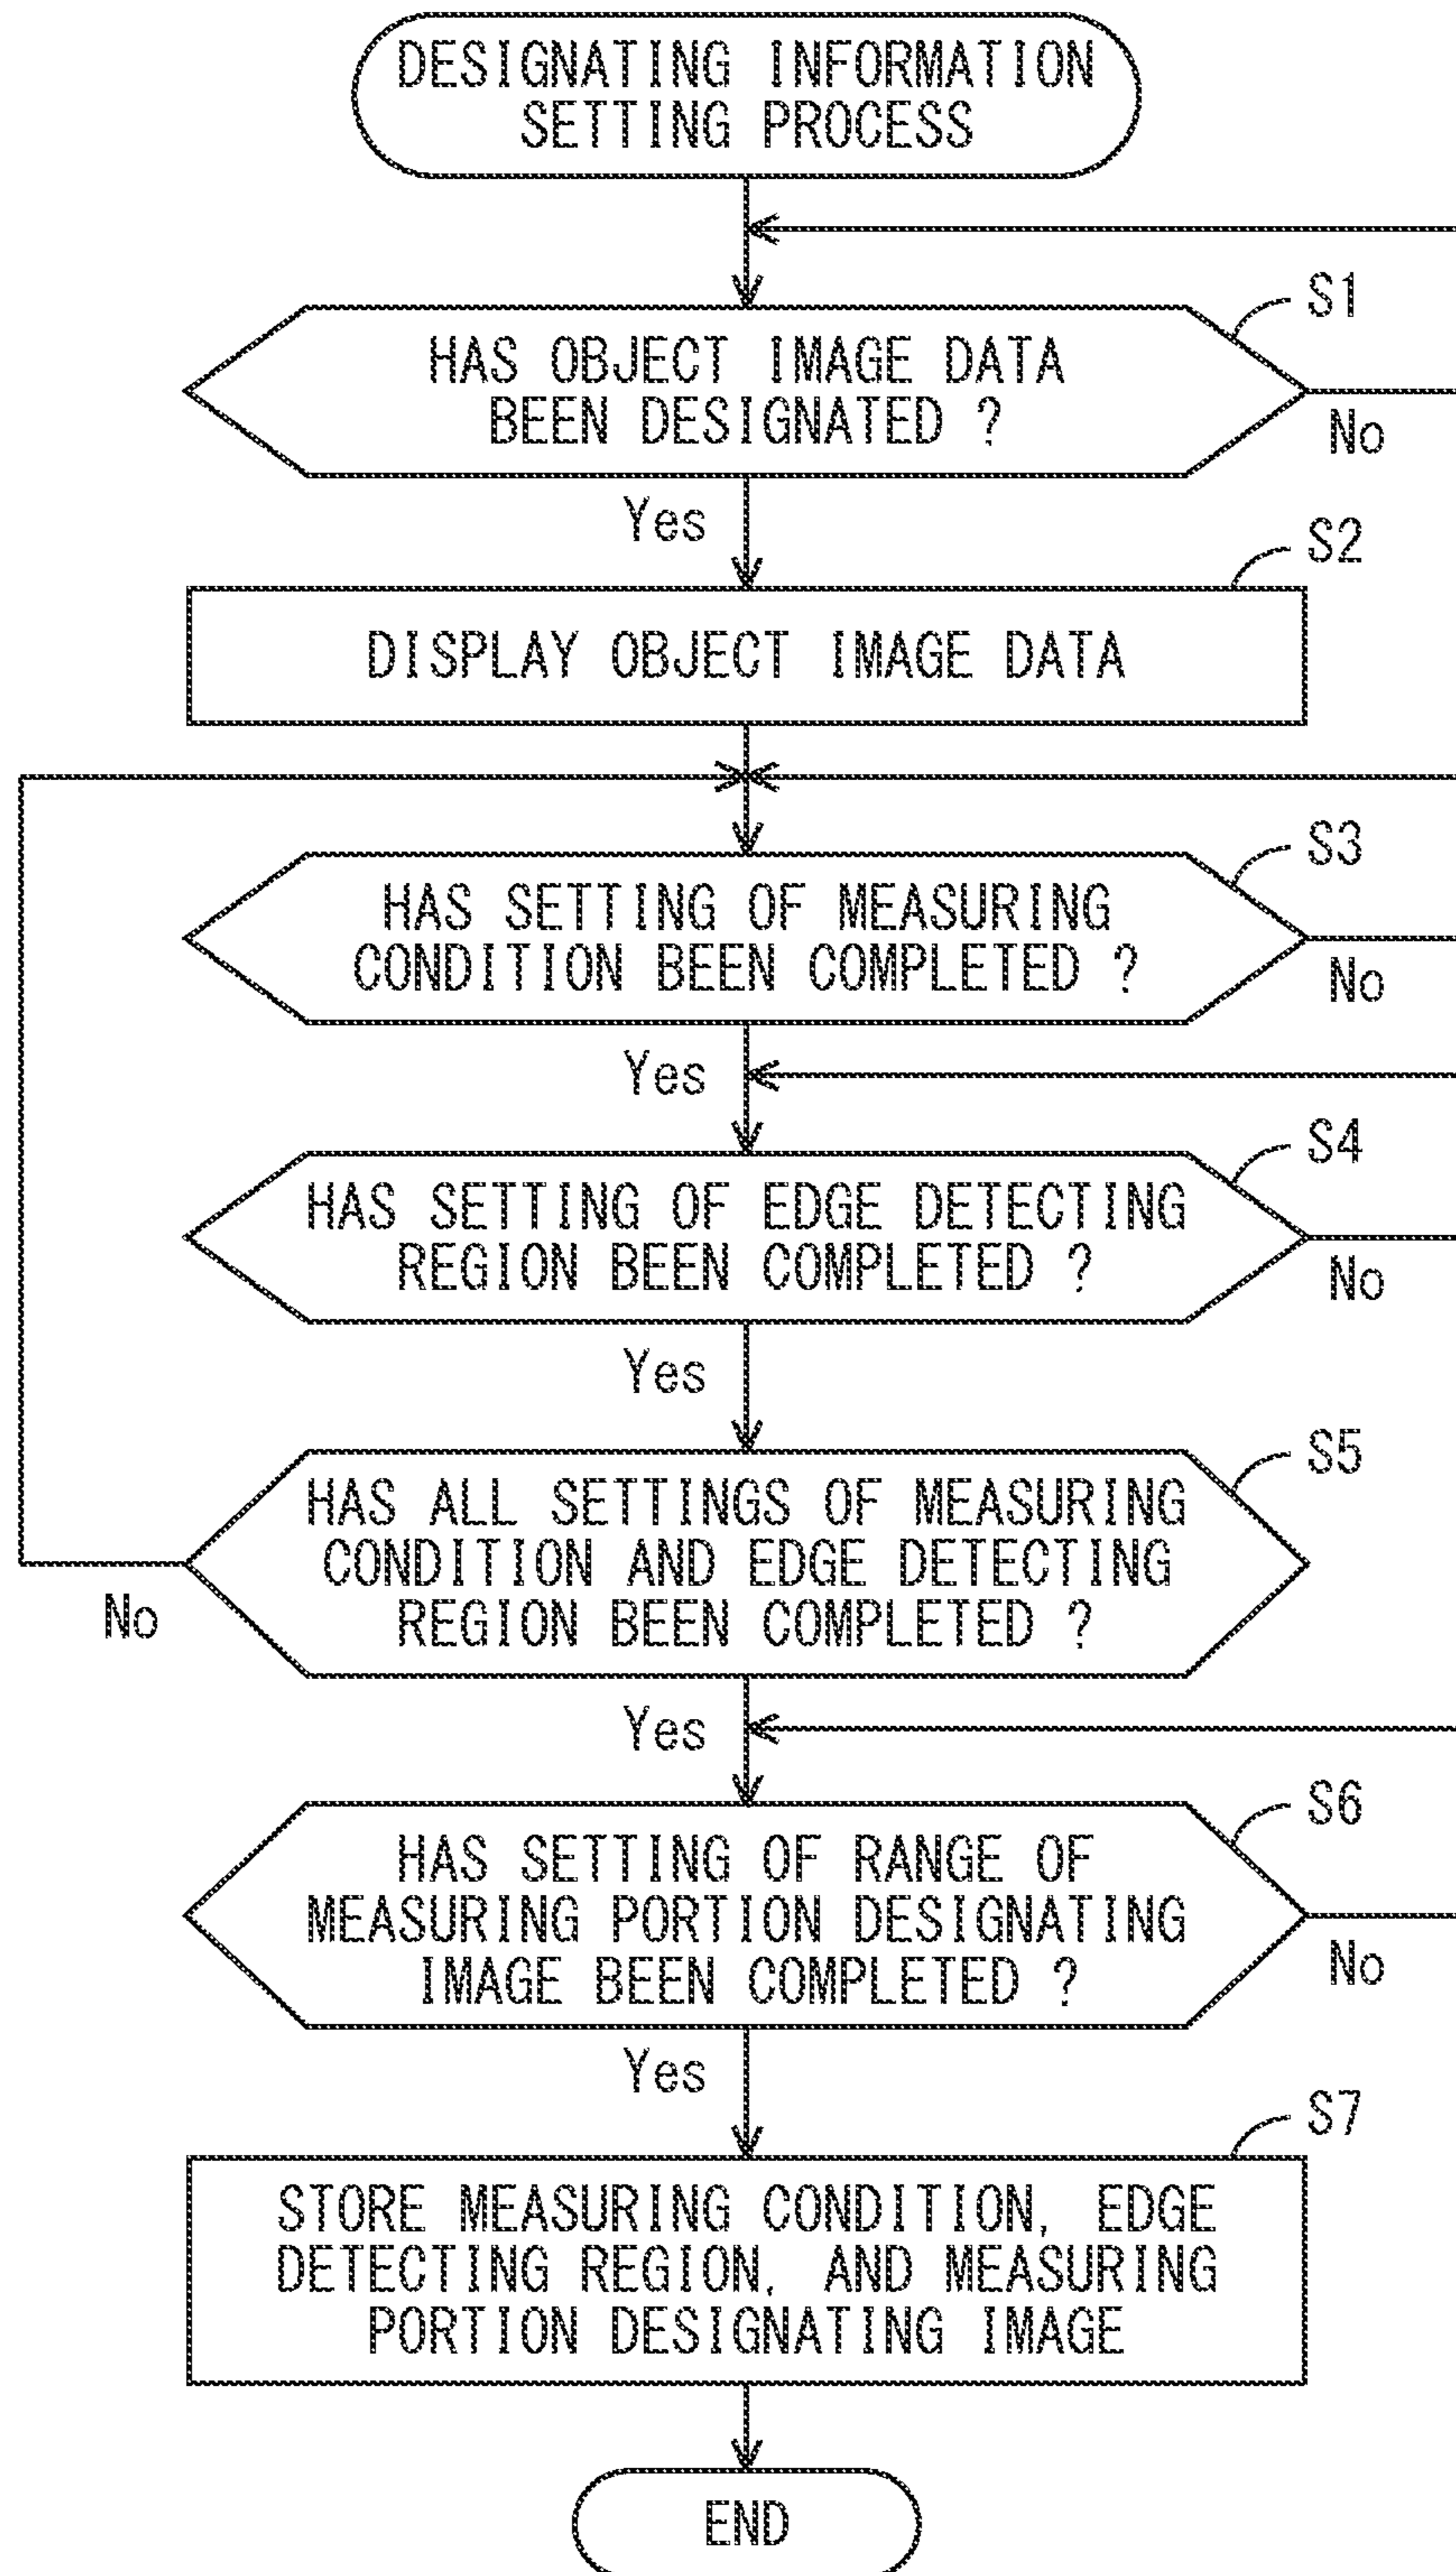 DESIGNATING INFORMATION
SETTING PROCESS
S1
HAS OBJECT IMAGE DATA
BEEN DESIGNATED ?
No
Yes
S2
DISPLAY OBJECT IMAGE DATA
S3
HAS SETTING OF MEASURING
CONDITION BEEN COMPLETED ?
No
Yes
S4
HAS SETTING OF EDGE DETECTING
REGION BEEN COMPLETED ?
No
Yes
S5
HAS ALL SETTINGS OF MEASURING
CONDITION AND EDGE DETECTING
REGION BEEN COMPLETED ?
No
Yes
S6
HAS SETTING OF RANGE OF
MEASURING PORTION DESIGNATING
IMAGE BEEN COMPLETED ?
No
Yes
S7
STORE MEASURING CONDITION, EDGE
DETECTING REGION, AND MEASURING
PORTION DESIGNATING IMAGE
END